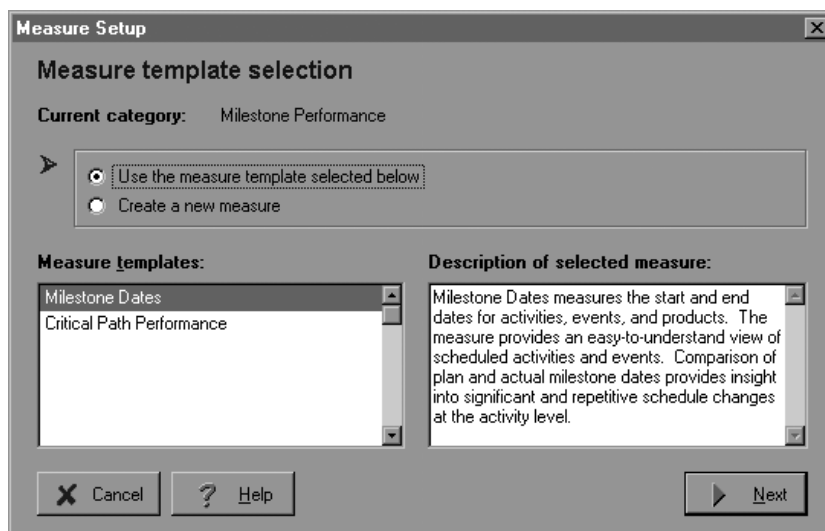 Measure Setup
Measure template selection
Current category: Milestone Performance
Use the measure template selected below
Create a new measure
Measure templates:
Milestone Dates
Critical Path Performance
Description of selected measure:
Milestone Dates measures the start and end
dates for activities, events, and products. The
measure provides an easy-to-understand view of
scheduled activities and events. Comparison of
plan and actual milestone dates provides insight
into significant and repetitive schedule changes
at the activity level.
Cancel
Help
Next